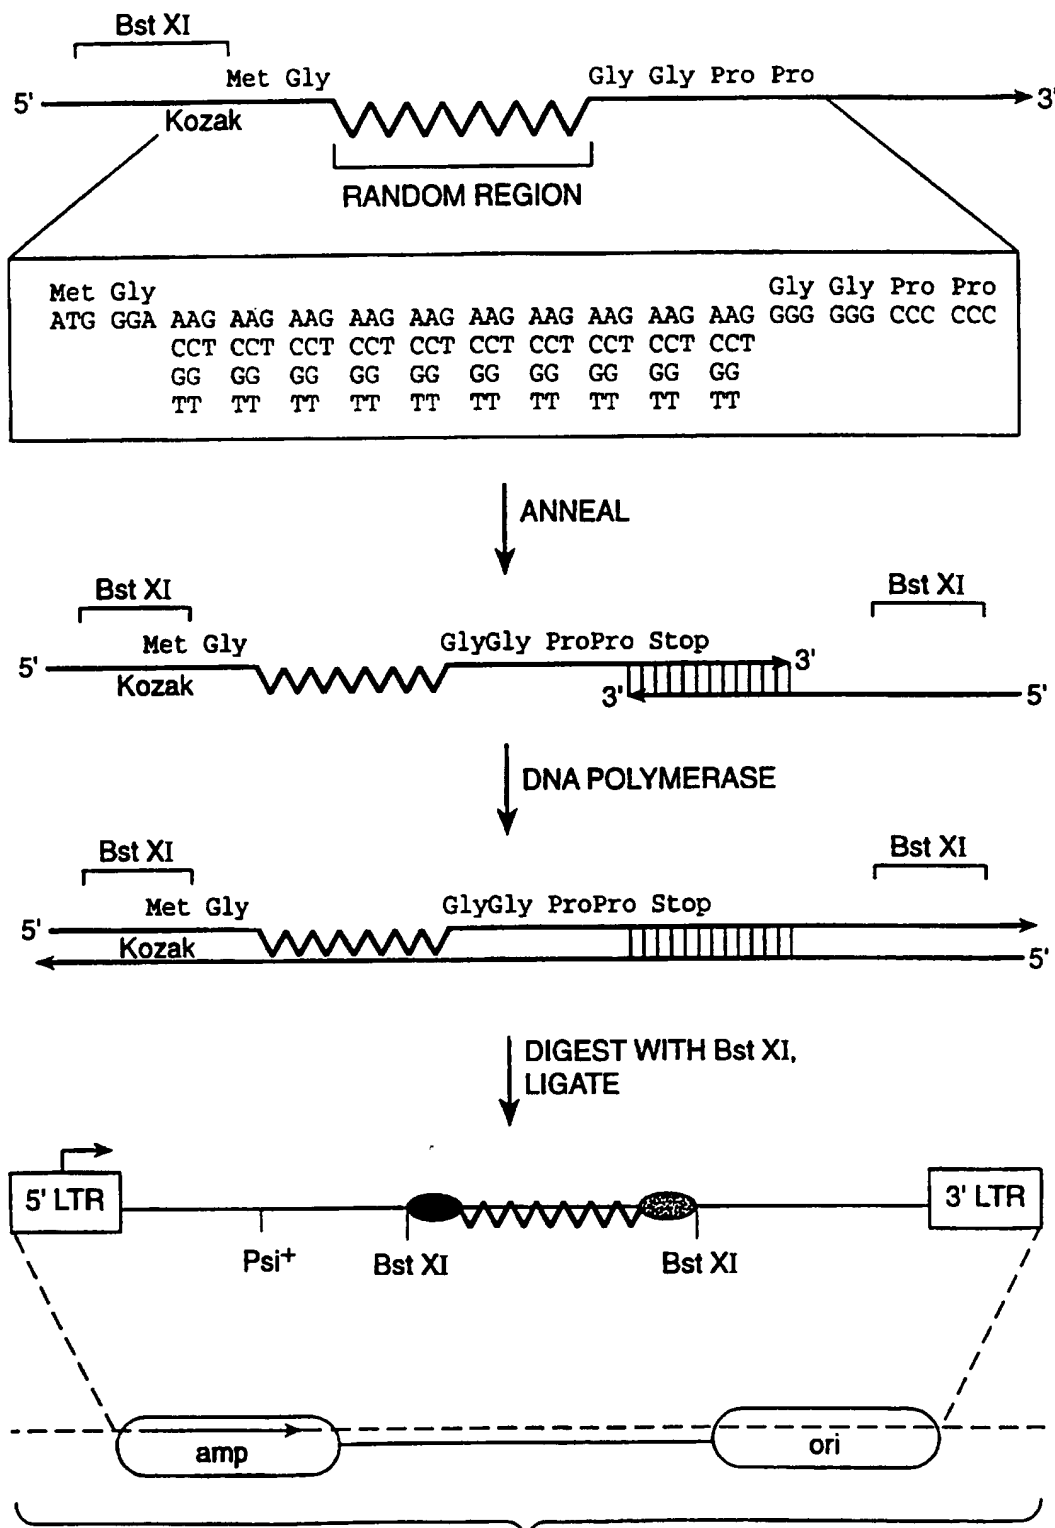 Bst XI
Met Gly
Gly Gly Pro Pro
5'
3'
Kozak
RANDOM REGION
Met Gly Gly Gly Pro Pro
ATG GGA AAG AAG AAG AAG AAG AAG AAG AAG AAG AAG GGG GGG CCC CCC
CCT CCT CCT CCT CCT CCT CCT CCT CCT CCT
GG GG GG GG GG GG GG GG GG GG
TT TT TT TT TT TT TT TT TT TT
ANNEAL
Bst XI
Bst XI
Met Gly
GlyGly ProPro Stop
5'
3'
Kozak
3'
5'
DNA POLYMERASE
Bst XI
Bst XI
Met Gly
GlyGly ProPro Stop
5'
Kozak
5'
DIGEST WITH Bst XI,
LIGATE
5' LTR
3' LTR
Psi+
Bst XI
Bst XI
amp
ori